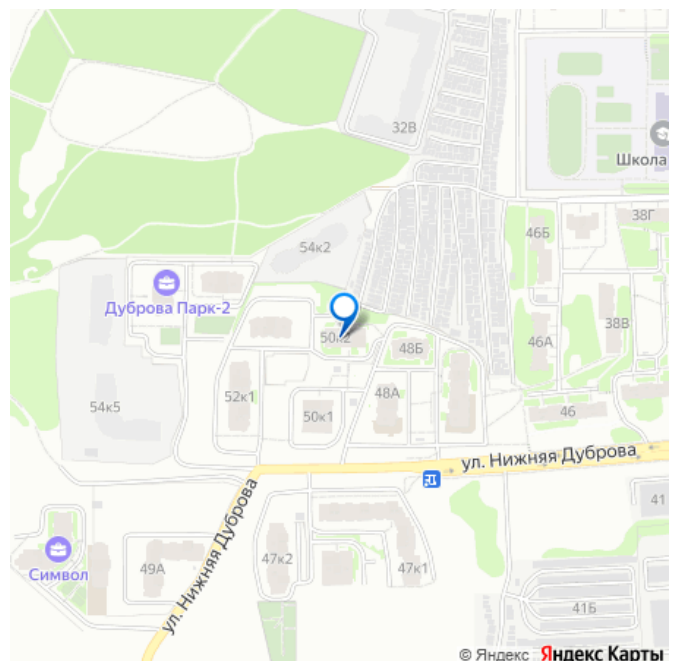 32В
Школа
38Г
46Б
54к2
Дуброва Парк-2
50к2
48Б
46А
38В
54к5
52к1
50к1
48А
46
ул. Нижняя Дуброва
41
ул. Нижняя Дуброва
47к2
47к1
49А
Символ
41Б
© Яндекс Яндекс Карты